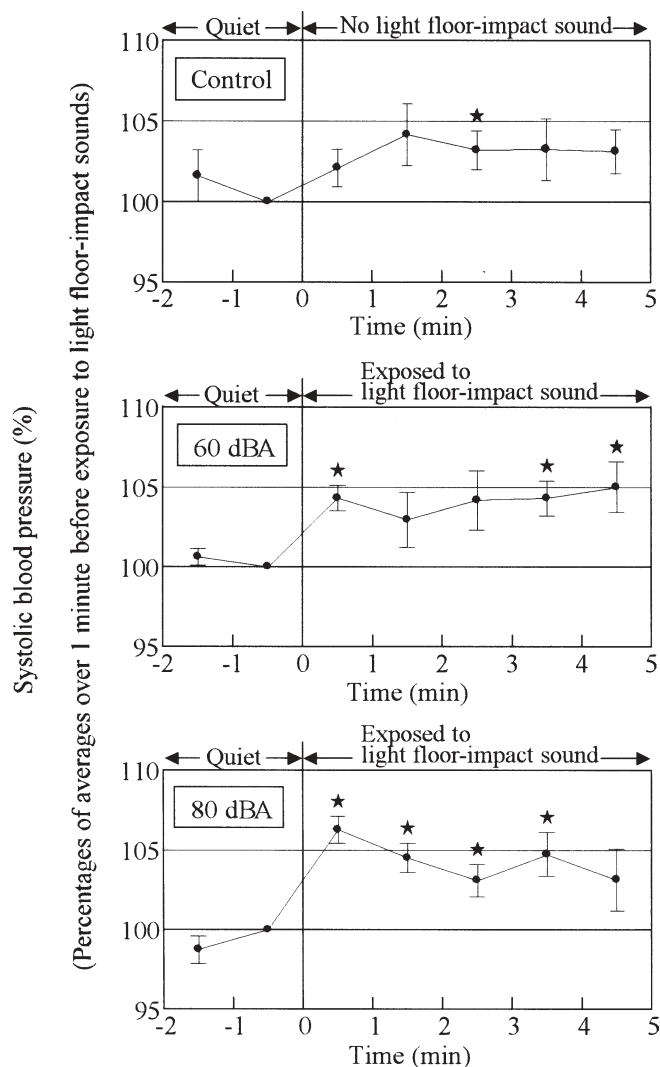 Systolic blood pressure (%)
(Percentages of averages over 1 minute before exposure to light floor-impact sounds)
Quiet No light floor-impact sound
110
Control
105
100
95
-2 -1 0 1 2 3 4 5
Time (min)
Exposed to
Quiet light floor-impact sound
110
60 dBA
105
100
95
-2 -1 0 1 2 3 4 5
Time (min)
Exposed to
Quiet light floor-impact sound
110
80 dBA
105
100
95
-2 -1 0 1 2 3 4 5
Time (min)